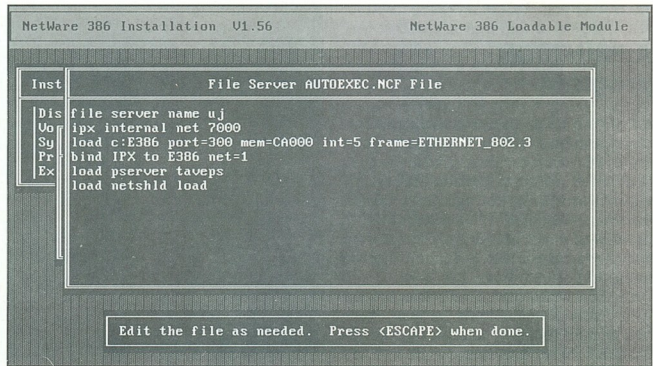 NetWare 386 Installation V1.56 NetWare 386 Loadable Module
Inst File Server AUTOEXEC.NCF File
Dis file server name uj
Vo ipx internal net 7000
Sy load c:E386 port=300 mem=CA000 int=5 frame=ETHERNET_802.3
Pr bind IPX to E386 net=1
Ex load pserver taveps
load netshld load
Edit the file as needed. Press <ESCAPE> when done.